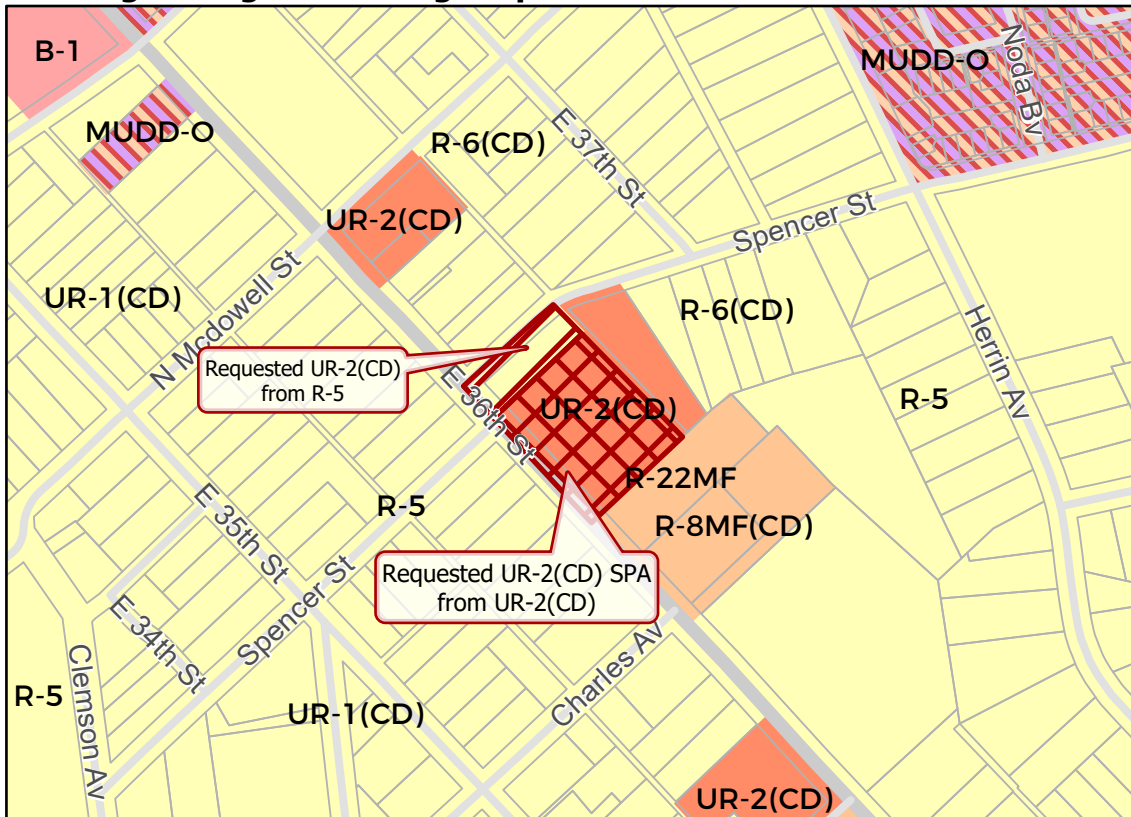 B-1
MUDD-O
Noda Bv
MUDD-O
R-6(CD)
E 37th St
UR-2(CD)
Spencer St
N Mcdowell St
UR-1(CD)
R-6(CD)
Herrin Av
Requested UR-2(CD)
from R-5
E 36th St
UR-2(CD)
R-5
R-22MF
R-5
R-8MF(CD)
E 35th St
Requested UR-2(CD) SPA
from UR-2(CD)
Spencer St
E 34th St
Charles Av
Clemson Av
R-5
UR-1(CD)
UR-2(CD)